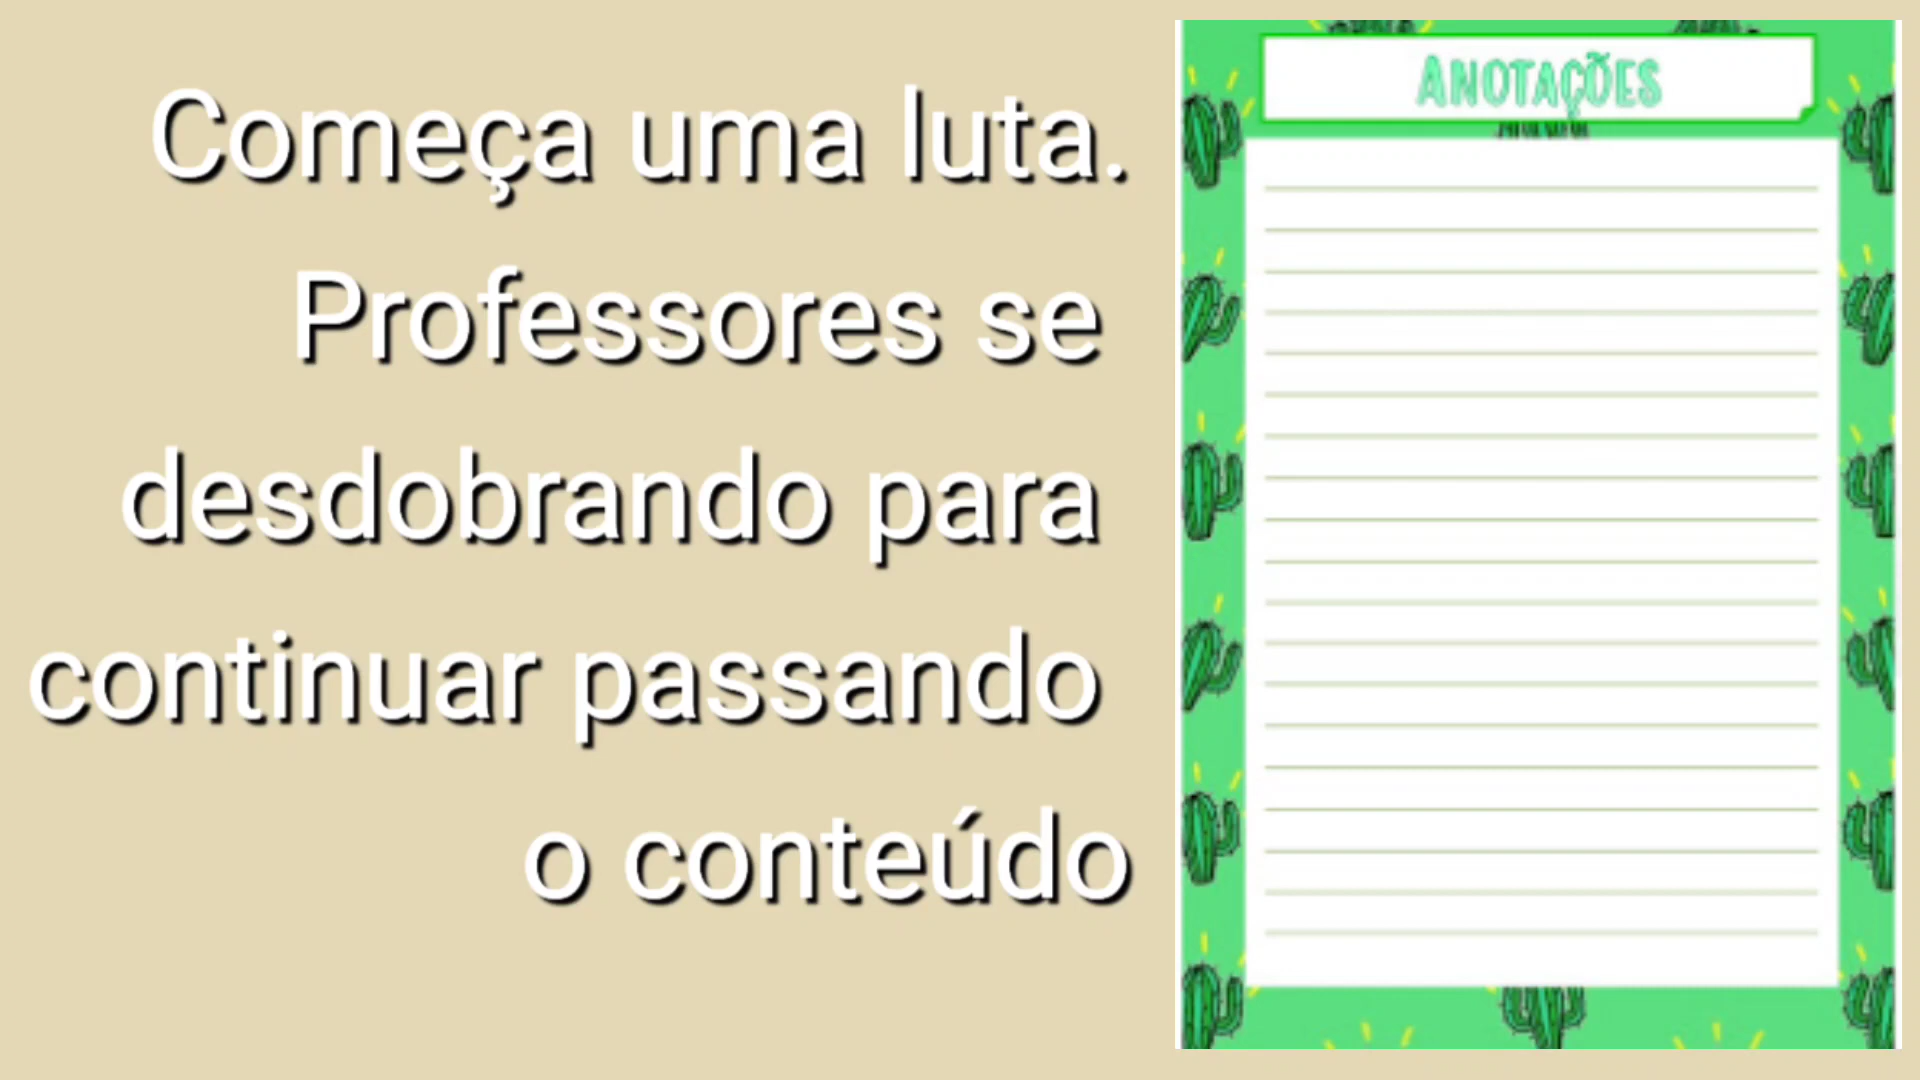 Começa uma luta.
Professores se
desdobrando para
continuar passando
o conteúdo
ANOTAÇÕES